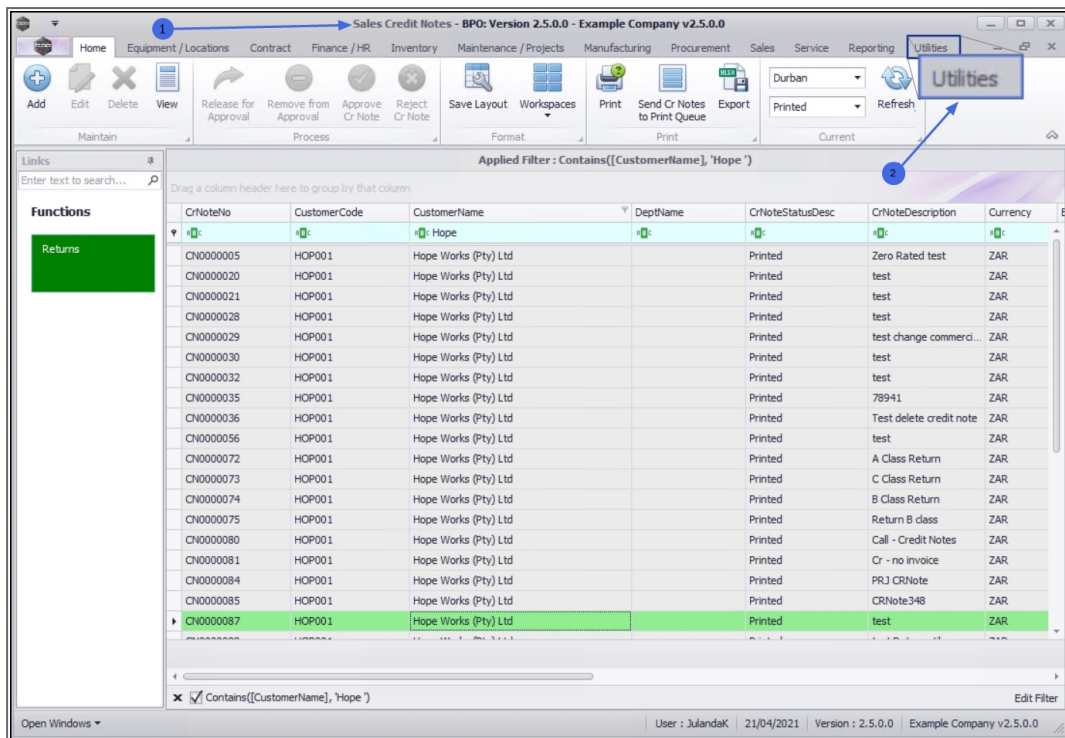 1
Sales Credit Notes - BPO: Version 2.5.0.0 - Example Company v2.5.0.0
Home Equipment / Locations Contract Finance / HR Inventory Maintenance / Projects Manufacturing Procurement Sales Service Reporting Utilities
Utilities
Add Edit Delete View Release for Approval Remove from Approval Approve Cr Note Reject Cr Note Save Layout Workspaces Print Send Cr Notes to Print Queue Export Durban Printed Refresh
Maintain Process Format Print Current
2
Links
Enter text to search...
Applied Filter : Contains([CustomerName], 'Hope ')
Drag a column header here to group by that column
Functions
Returns
CrNoteNo CustomerCode CustomerName DeptName CrNoteStatusDesc CrNoteDescription Currency E
Hope
CN0000005 HOP001 Hope Works (Pty) Ltd Printed Zero Rated test ZAR
CN0000020 HOP001 Hope Works (Pty) Ltd Printed test ZAR
CN0000021 HOP001 Hope Works (Pty) Ltd Printed test ZAR
CN0000028 HOP001 Hope Works (Pty) Ltd Printed test ZAR
CN0000029 HOP001 Hope Works (Pty) Ltd Printed test change commerci... ZAR
CN0000030 HOP001 Hope Works (Pty) Ltd Printed test ZAR
CN0000032 HOP001 Hope Works (Pty) Ltd Printed test ZAR
CN0000035 HOP001 Hope Works (Pty) Ltd Printed 78941 ZAR
CN0000036 HOP001 Hope Works (Pty) Ltd Printed Test delete credit note ZAR
CN0000056 HOP001 Hope Works (Pty) Ltd Printed test ZAR
CN0000072 HOP001 Hope Works (Pty) Ltd Printed A Class Return ZAR
CN0000073 HOP001 Hope Works (Pty) Ltd Printed C Class Return ZAR
CN0000074 HOP001 Hope Works (Pty) Ltd Printed B Class Return ZAR
CN0000075 HOP001 Hope Works (Pty) Ltd Printed Return B class ZAR
CN0000080 HOP001 Hope Works (Pty) Ltd Printed Call - Credit Notes ZAR
CN0000081 HOP001 Hope Works (Pty) Ltd Printed Cr - no invoice ZAR
CN0000084 HOP001 Hope Works (Pty) Ltd Printed PRJ CRNote ZAR
CN0000085 HOP001 Hope Works (Pty) Ltd Printed CRNote348 ZAR
CN0000087 HOP001 Hope Works (Pty) Ltd Printed test ZAR
Contains([CustomerName], 'Hope ') Edit Filter
Open Windows User : JulandaK 21/04/2021 Version : 2.5.0.0 Example Company v2.5.0.0